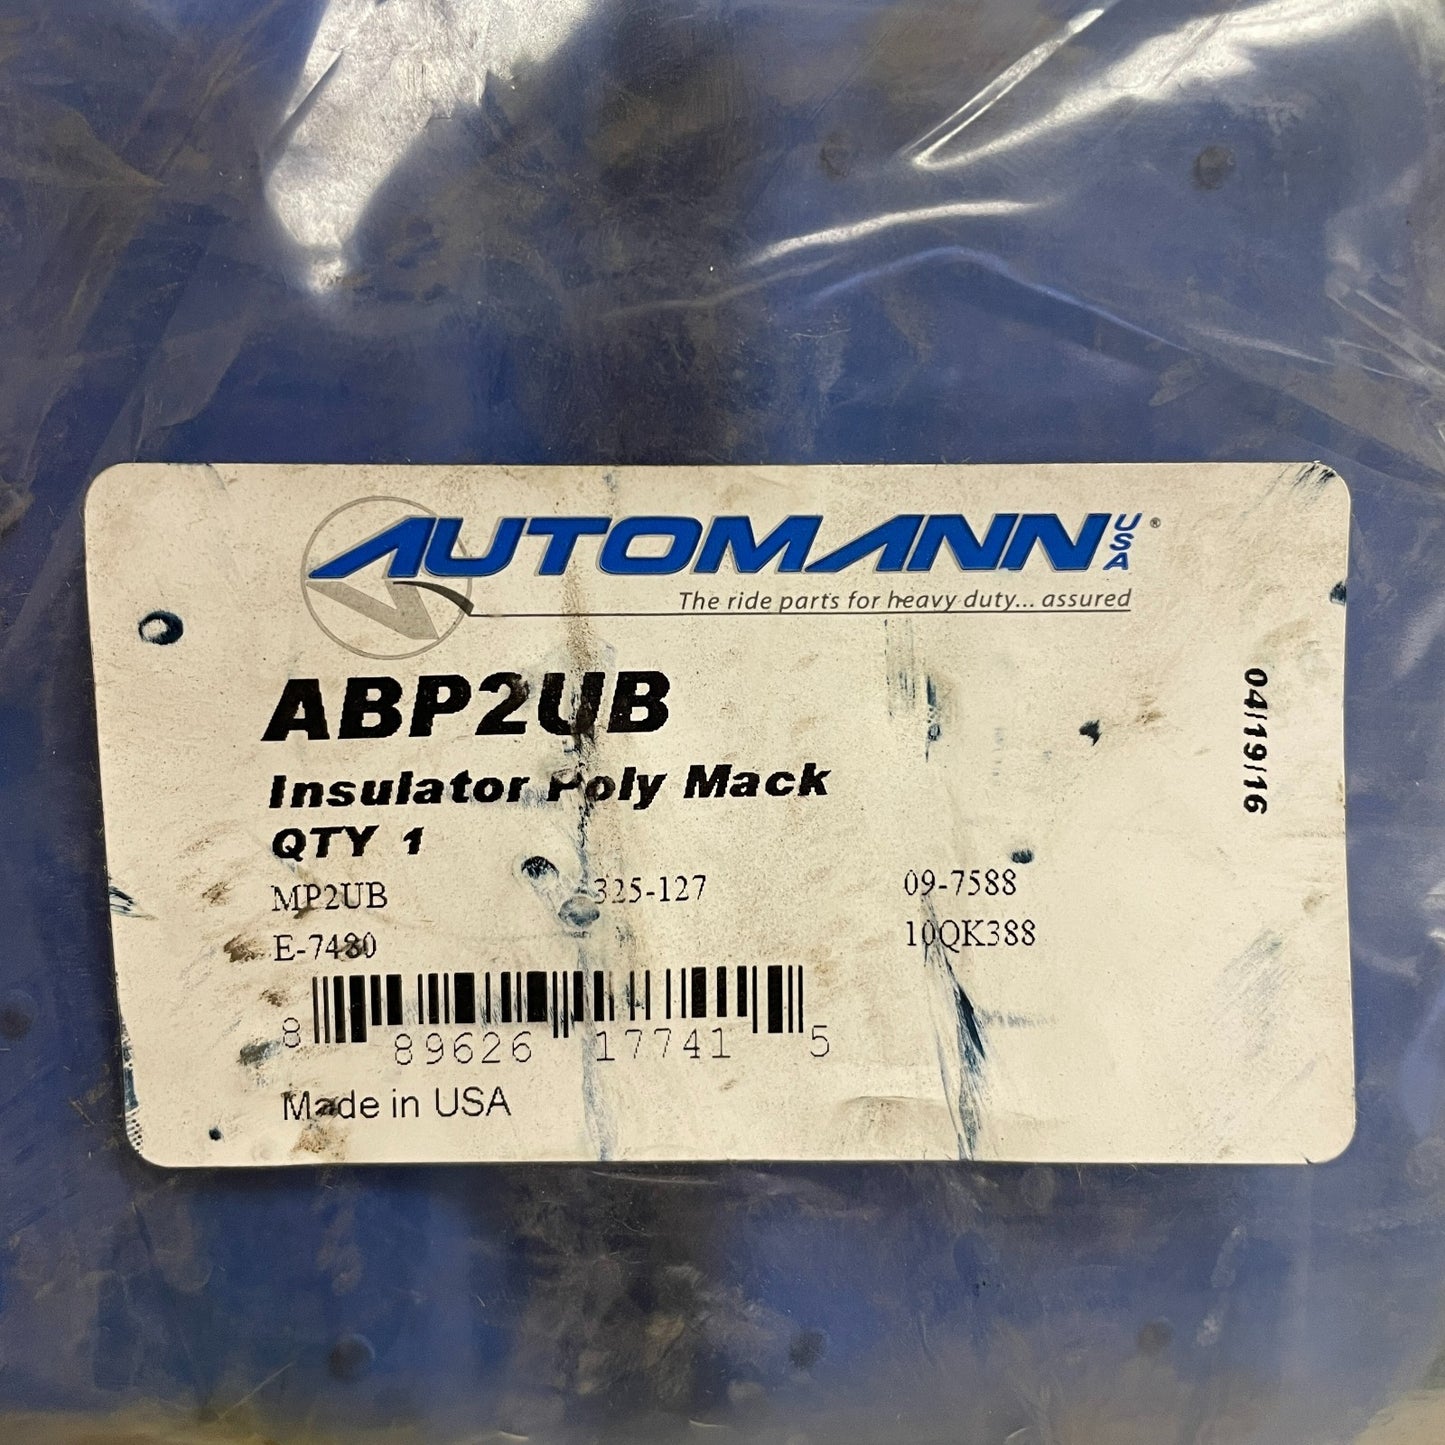 AUTOMANN USA®
The ride parts for heavy duty... assured
ABP2UB
Insulator Poly Mack
QTY 1
MP2UB 325-127 09-7588
E-7480 10QK388
8 89626 17741 5
Made in USA
04/19/16